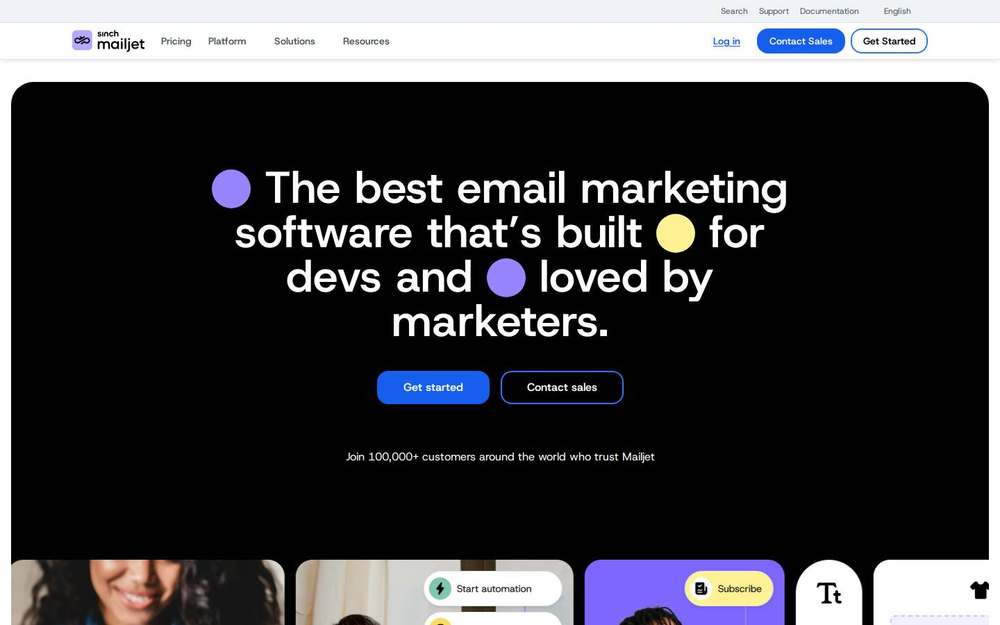 Search Support Documentation English
sinch
mailjet
Pricing Platform Solutions Resources Log in Contact Sales Get Started
The best email marketing
software that’s built for
devs and loved by
marketers.
Get started Contact sales
Join 100,000+ customers around the world who trust Mailjet
Start automation
Subscribe
Tt